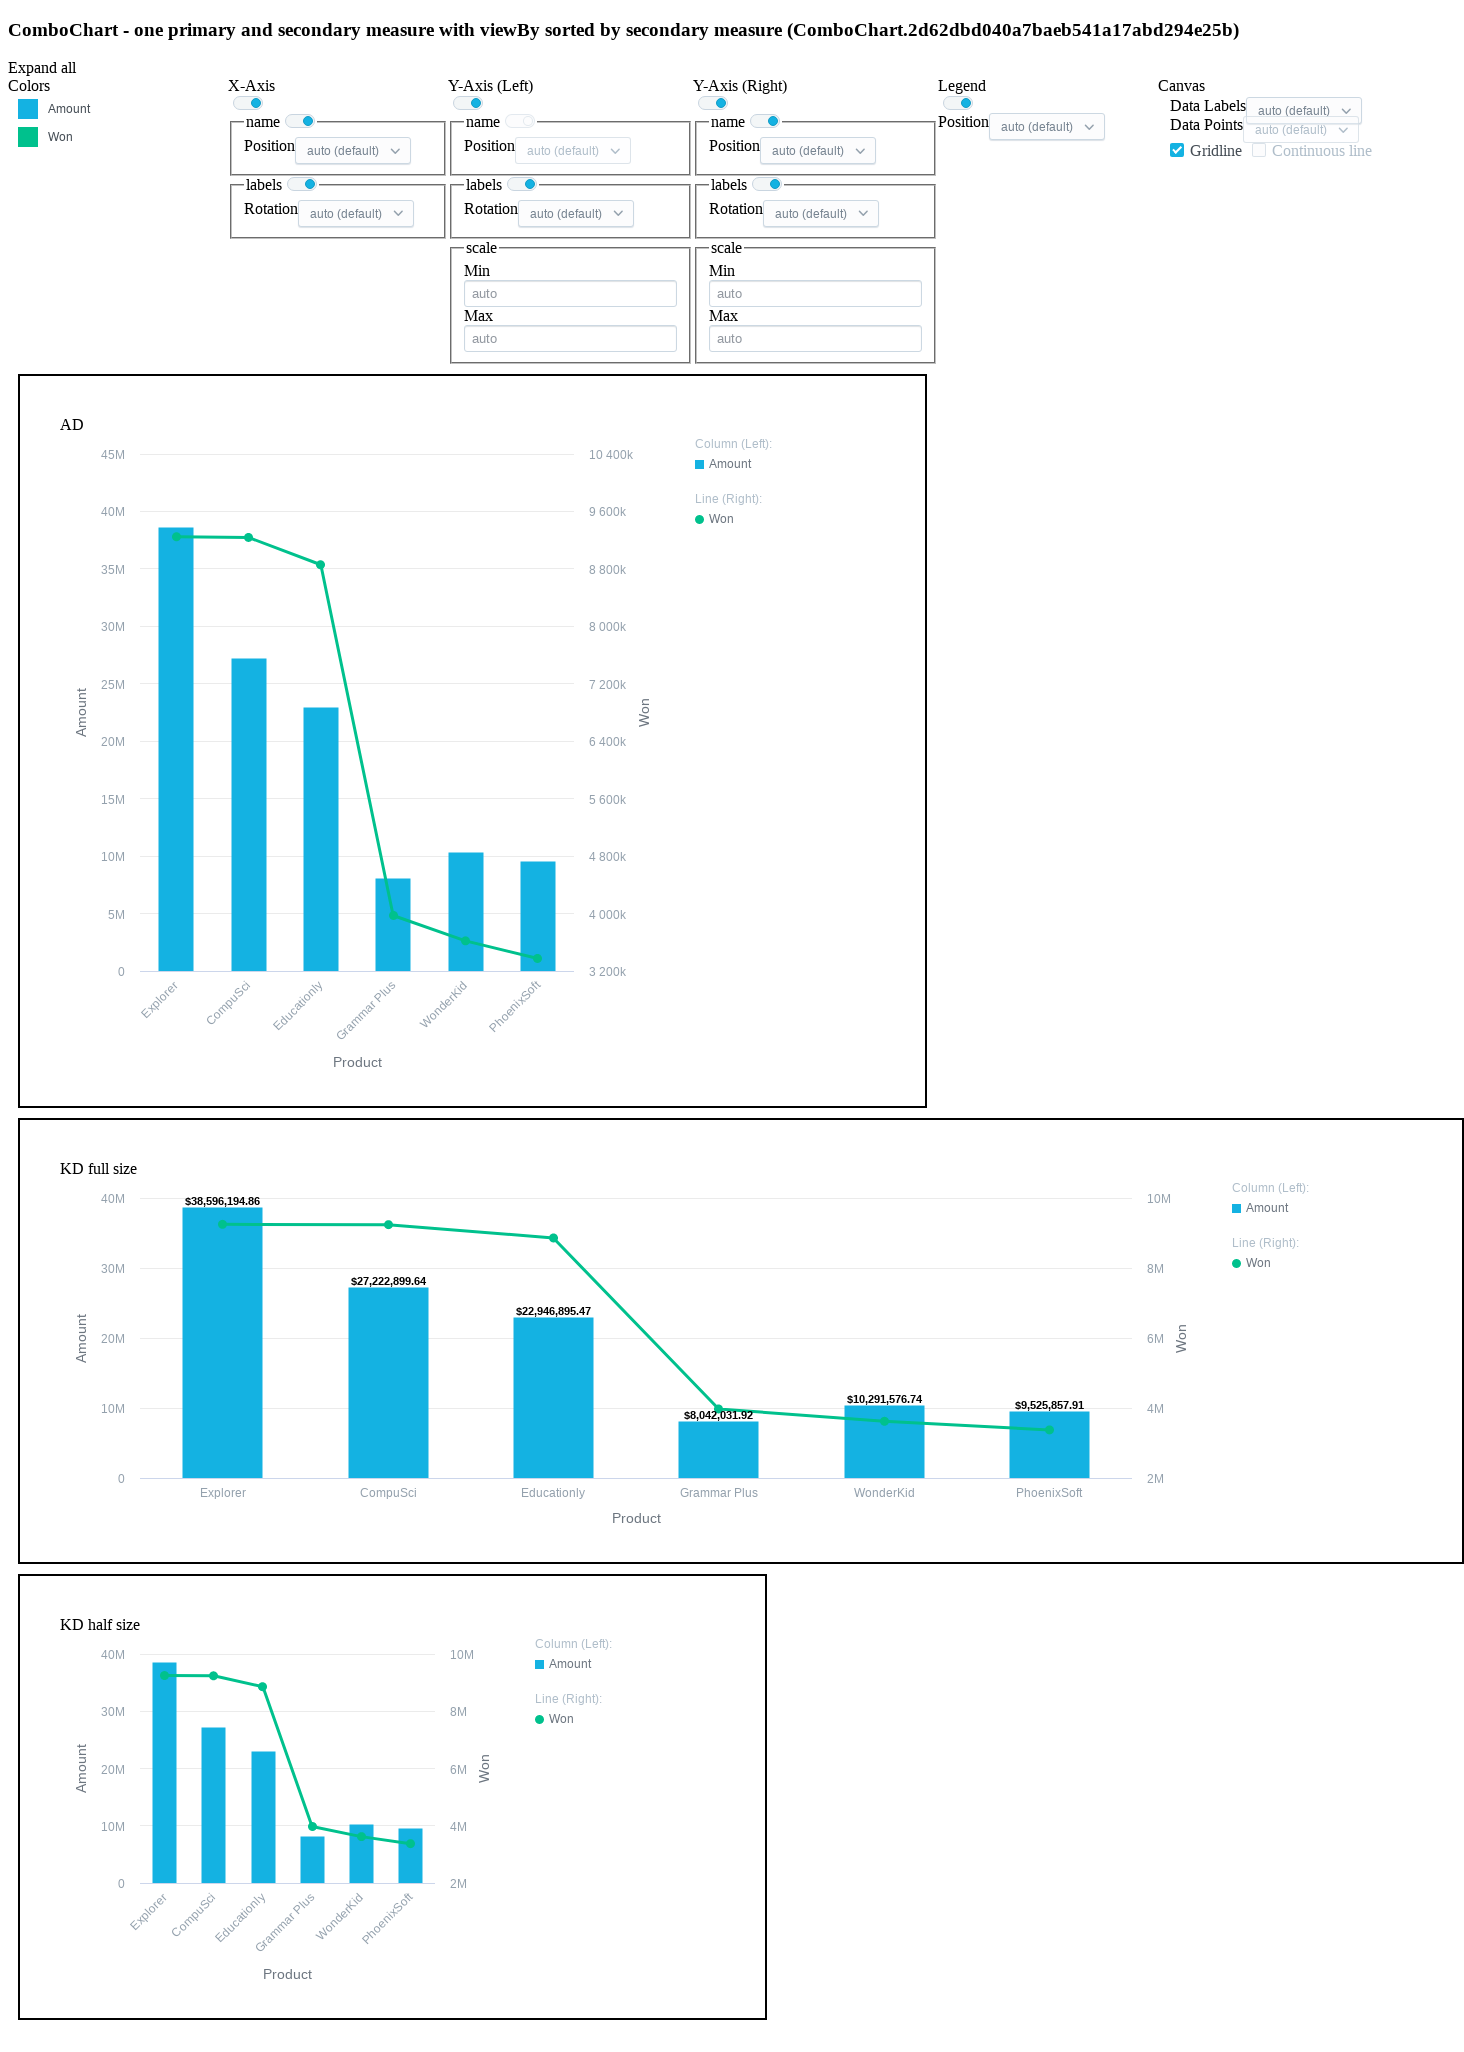 ComboChart - one primary and secondary measure with viewBy sorted by secondary measure (ComboChart.2d62dbd040a7baeb541a17abd294e25b)
Expand all
Colors
Amount
Won
X-Axis
name
Position auto (default)
labels
Rotation auto (default)
Y-Axis (Left)
name
Position auto (default)
labels
Rotation auto (default)
scale
Min
auto
Max
auto
Y-Axis (Right)
name
Position auto (default)
labels
Rotation auto (default)
scale
Min
auto
Max
auto
Legend
Position auto (default)
Canvas
Data Labels auto (default)
Data Points auto (default)
Gridline Continuous line
AD
45M
40M
35M
30M
25M
20M
15M
10M
5M
0
Amount
10 400k
9 600k
8 800k
8 000k
7 200k
6 400k
5 600k
4 800k
4 000k
3 200k
Won
Explorer
CompuSci
Educationly
Grammar Plus
WonderKid
PhoenixSoft
Product
Column (Left):
Amount
Line (Right):
Won
KD full size
40M
30M
20M
10M
0
Amount
$38,596,194.86
$27,222,899.64
$22,946,895.47
$8,042,031.92
$10,291,576.74
$9,525,857.91
10M
8M
6M
4M
2M
Won
Explorer
CompuSci
Educationly
Grammar Plus
WonderKid
PhoenixSoft
Product
Column (Left):
Amount
Line (Right):
Won
KD half size
40M
30M
20M
10M
0
Amount
10M
8M
6M
4M
2M
Won
Explorer
CompuSci
Educationly
Grammar Plus
WonderKid
PhoenixSoft
Product
Column (Left):
Amount
Line (Right):
Won